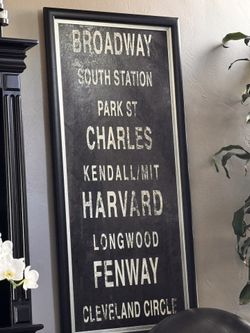 BROADWAY
SOUTH STATION
PARK ST
CHARLES
KENDALL/MIT
HARVARD
LONGWOOD
FENWAY
CLEVELAND CIRCLE